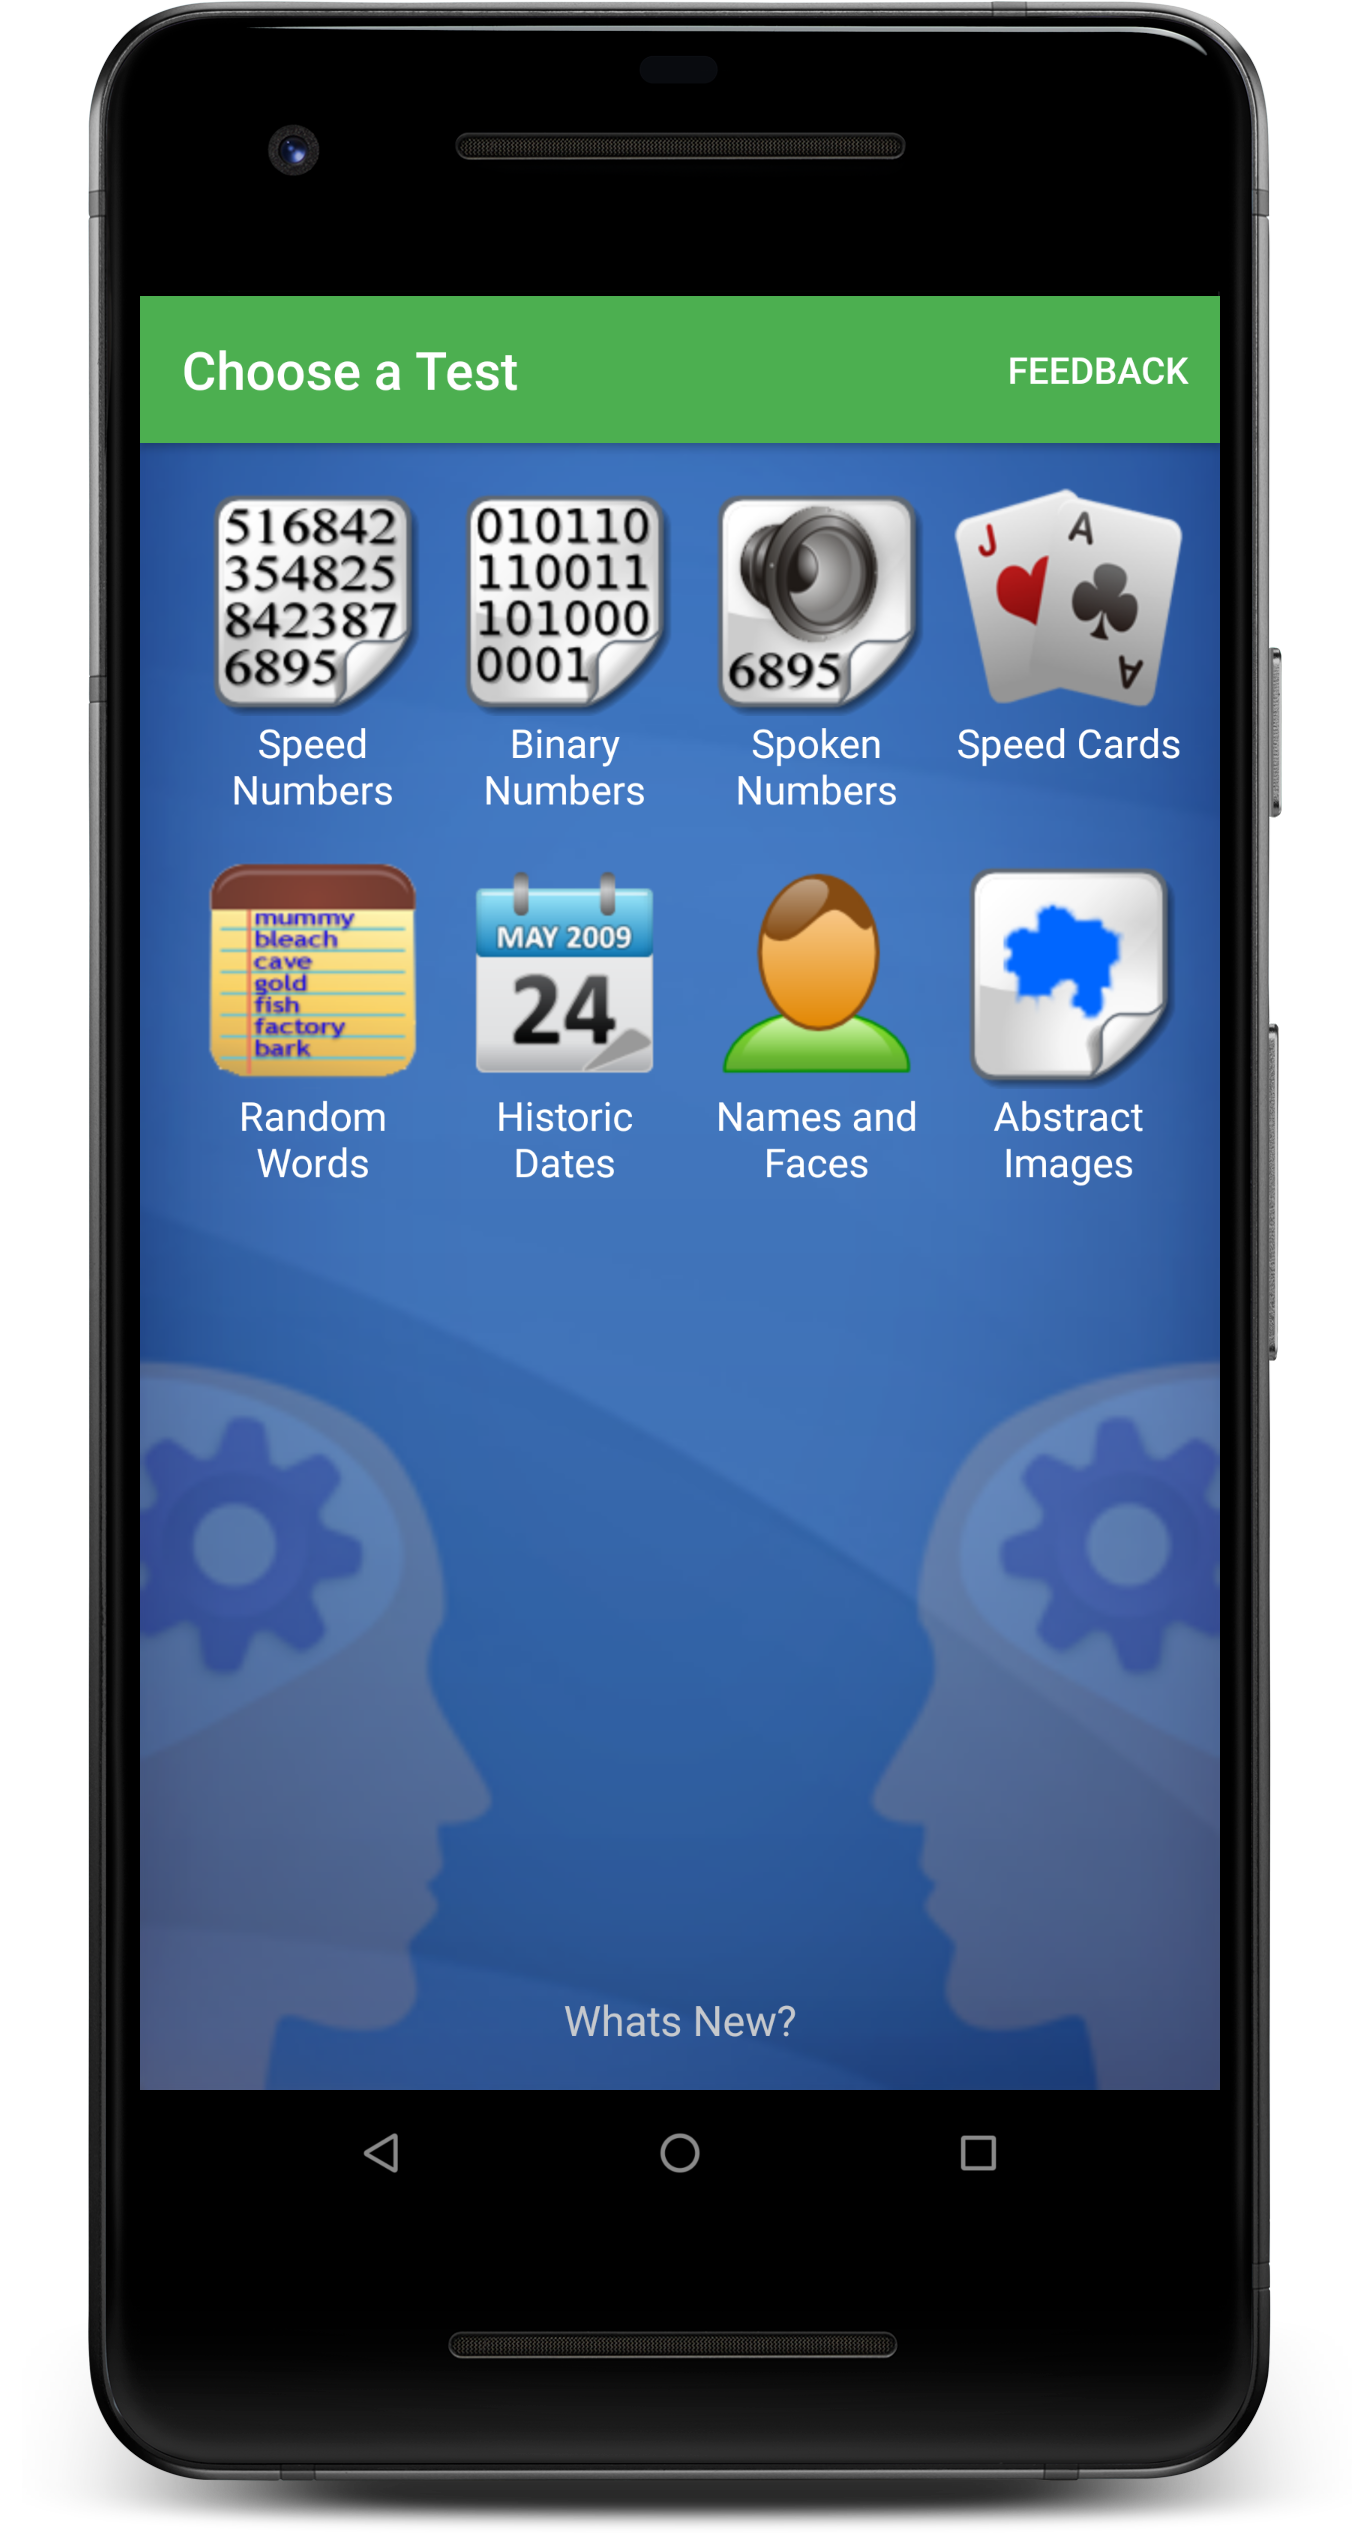 Choose a Test
FEEDBACK
516842
354825
842387
6895
010110
110011
101000
0001
6895
J
A
A
Speed
Numbers
Binary
Numbers
Spoken
Numbers
Speed Cards
mummy
bleach
cave
gold
fish
factory
bark
MAY 2009
24
Random
Words
Historic
Dates
Names and
Faces
Abstract
Images
Whats New?